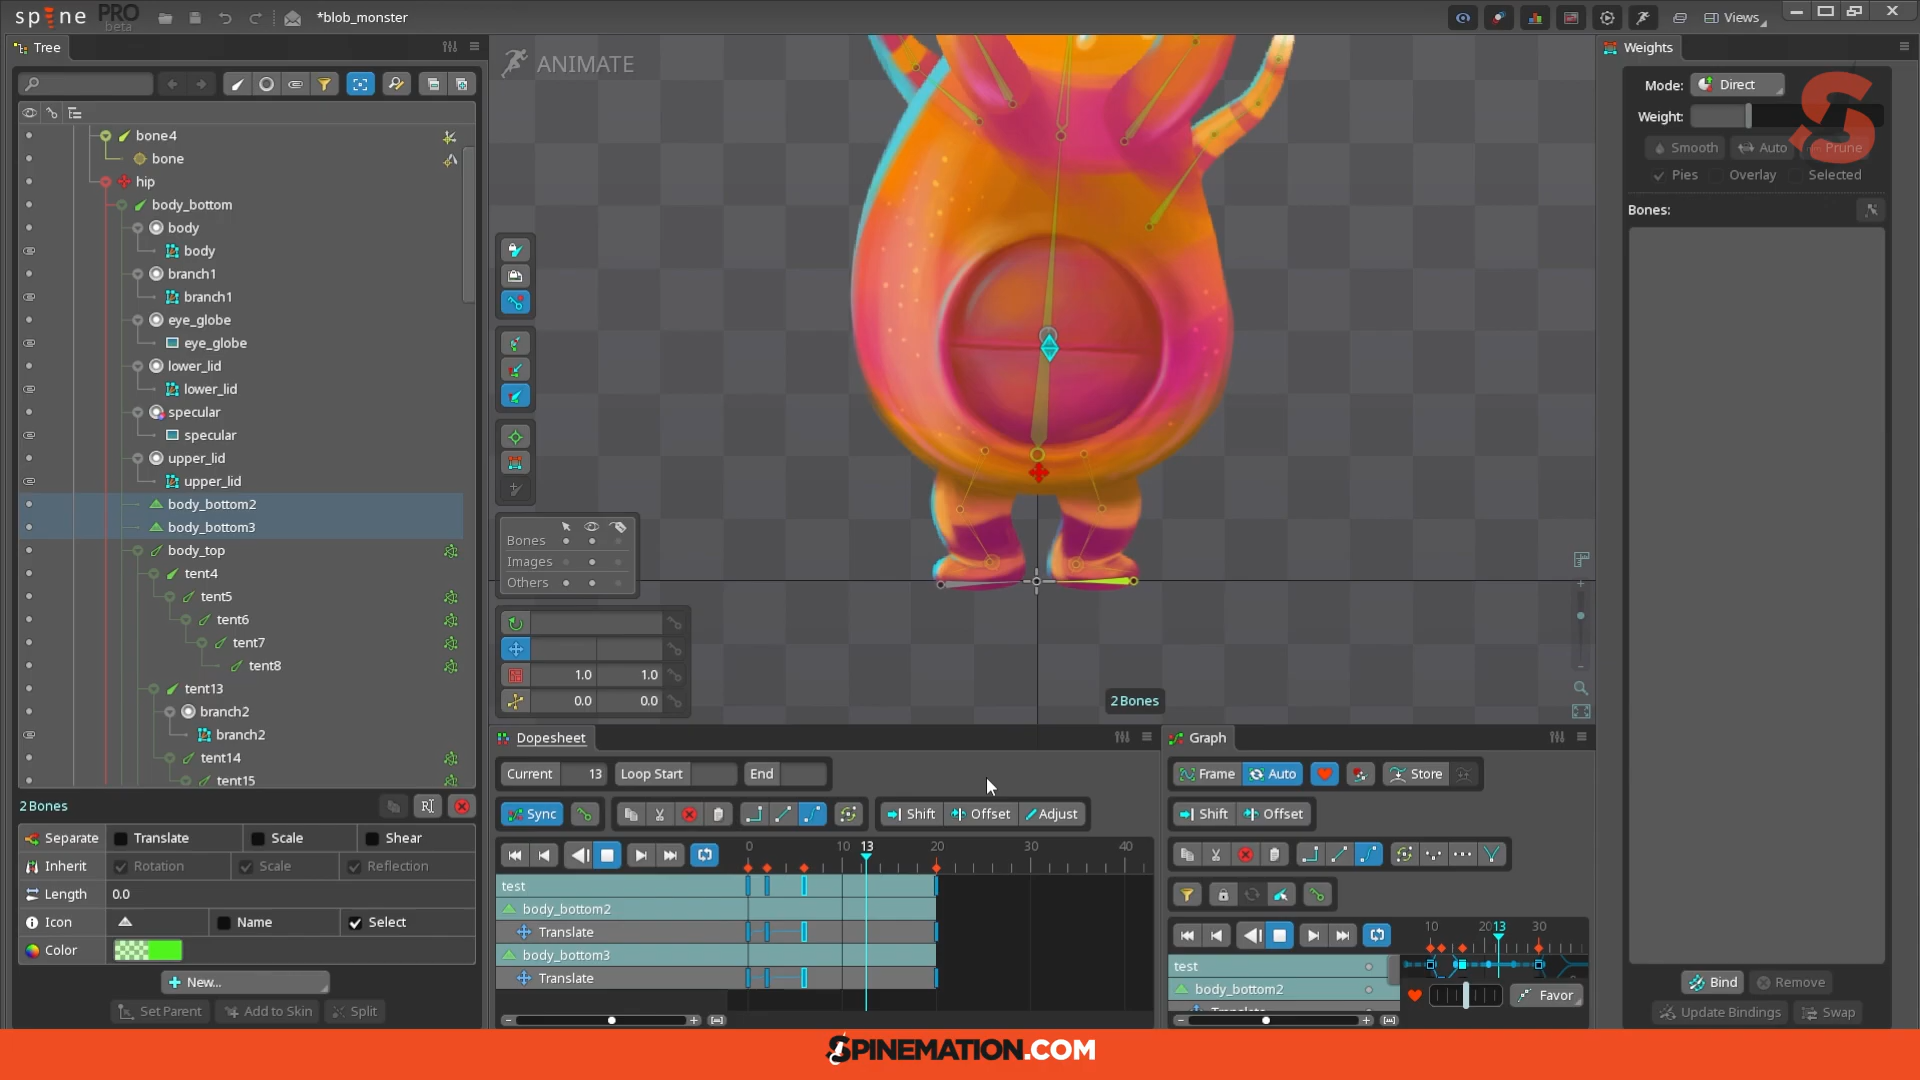 spine PRO beta
*blob_monster
Views
Tree
ANIMATE
Weights
Mode: Direct
Weight:
Smooth Auto Prune
Pies Overlay Selected
Bones:
bone4
bone
hip
body_bottom
body
body
branch1
branch1
eye_globe
eye_globe
lower_lid
lower_lid
specular
specular
upper_lid
upper_lid
body_bottom2
body_bottom3
body_top
tent4
tent5
tent6
tent7
tent8
tent13
branch2
branch2
tent14
tent15
Bones
Images
Others
1.0 1.0
0.0 0.0
2 Bones
2 Bones
Separate Translate Scale Shear
Inherit Rotation Scale Reflection
Length 0.0
Icon Name Select
Color
New...
Set Parent Add to Skin Split
Dopesheet
Current 13 Loop Start End
Sync Shift Offset Adjust
0 10 13 20 30 40
test
body_bottom2
Translate
body_bottom3
Translate
Graph
Frame Auto Store
Shift Offset
10 20 13 30
test
body_bottom2
Favor
Bind Remove
Update Bindings Swap
SPINEMATION.COM